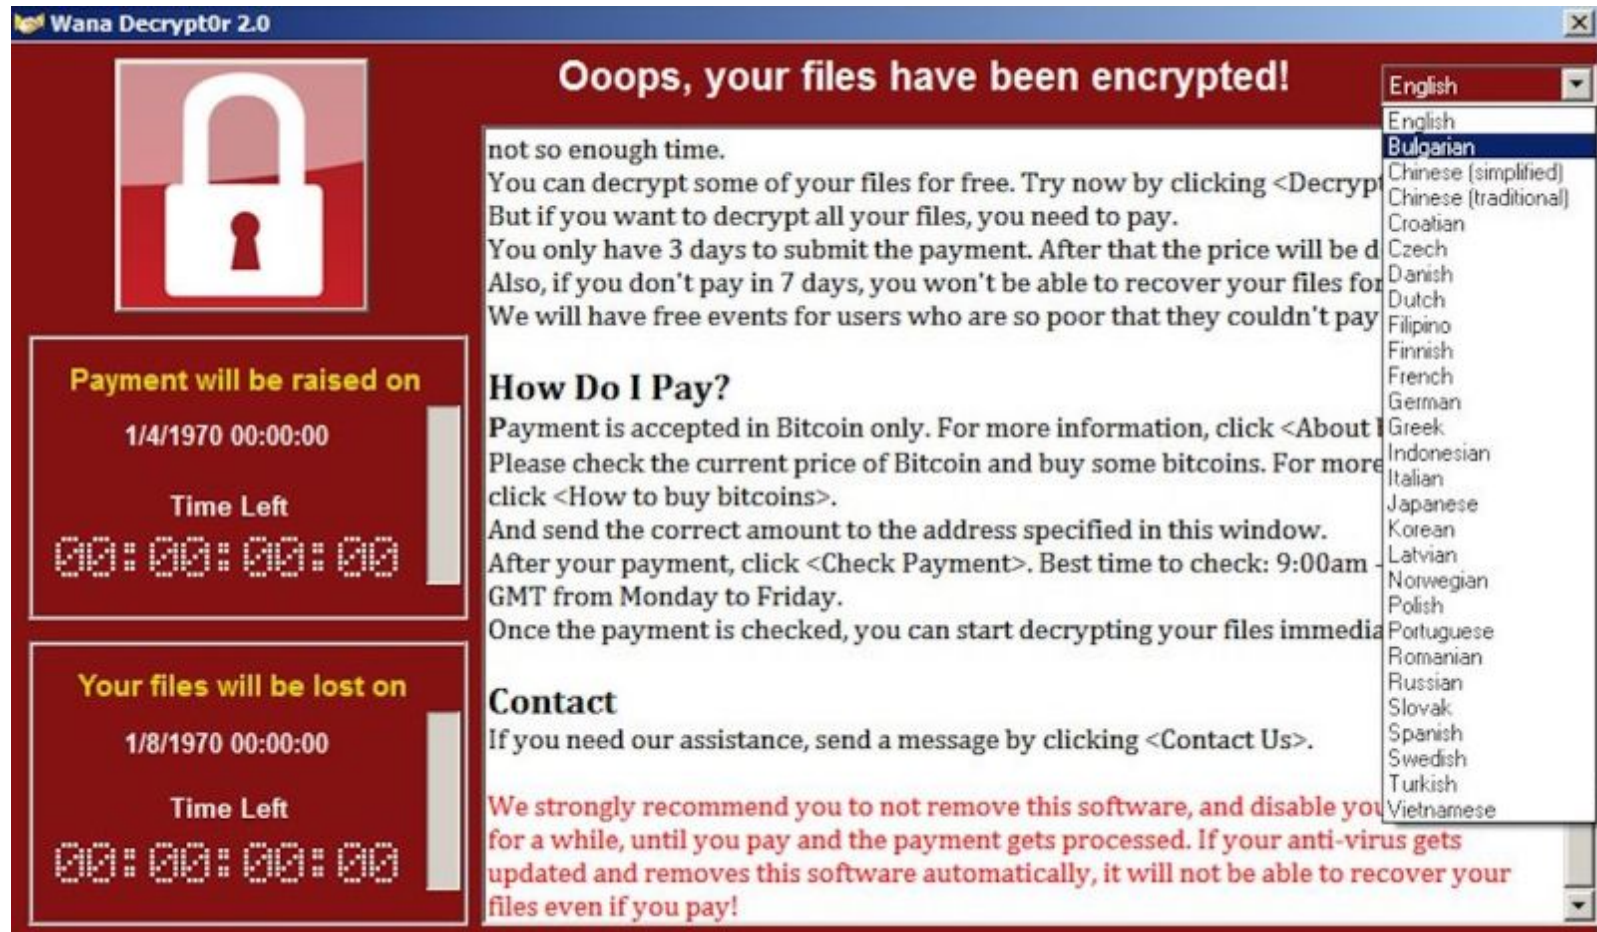 Wana Decrypt0r 2.0
Ooops, your files have been encrypted!
English
English
Bulgarian
Chinese (simplified)
Chinese (traditional)
Croatian
Czech
Danish
Dutch
Filipino
Finnish
French
German
Greek
Indonesian
Italian
Japanese
Korean
Latvian
Norwegian
Polish
Portuguese
Romanian
Russian
Slovak
Spanish
Swedish
Turkish
Vietnamese
Payment will be raised on
1/4/1970 00:00:00
Time Left
00:00:00:00
Your files will be lost on
1/8/1970 00:00:00
Time Left
00:00:00:00
not so enough time.
You can decrypt some of your files for free. Try now by clicking <Decrypt
But if you want to decrypt all your files, you need to pay.
You only have 3 days to submit the payment. After that the price will be d
Also, if you don't pay in 7 days, you won't be able to recover your files for
We will have free events for users who are so poor that they couldn't pay
How Do I Pay?
Payment is accepted in Bitcoin only. For more information, click <About
Please check the current price of Bitcoin and buy some bitcoins. For more
click <How to buy bitcoins>.
And send the correct amount to the address specified in this window.
After your payment, click <Check Payment>. Best time to check: 9:00am -
GMT from Monday to Friday.
Once the payment is checked, you can start decrypting your files immedia
Contact
If you need our assistance, send a message by clicking <Contact Us>.
We strongly recommend you to not remove this software, and disable you
for a while, until you pay and the payment gets processed. If your anti-virus gets
updated and removes this software automatically, it will not be able to recover your
files even if you pay!